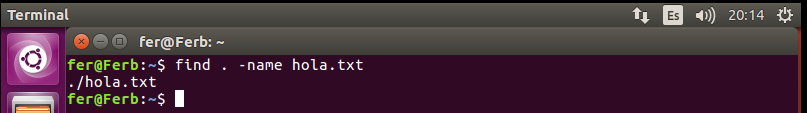 Terminal
Es
20:14
fer@Ferb: ~
fer@Ferb:~$ find . -name hola.txt
./hola.txt
fer@Ferb:~$